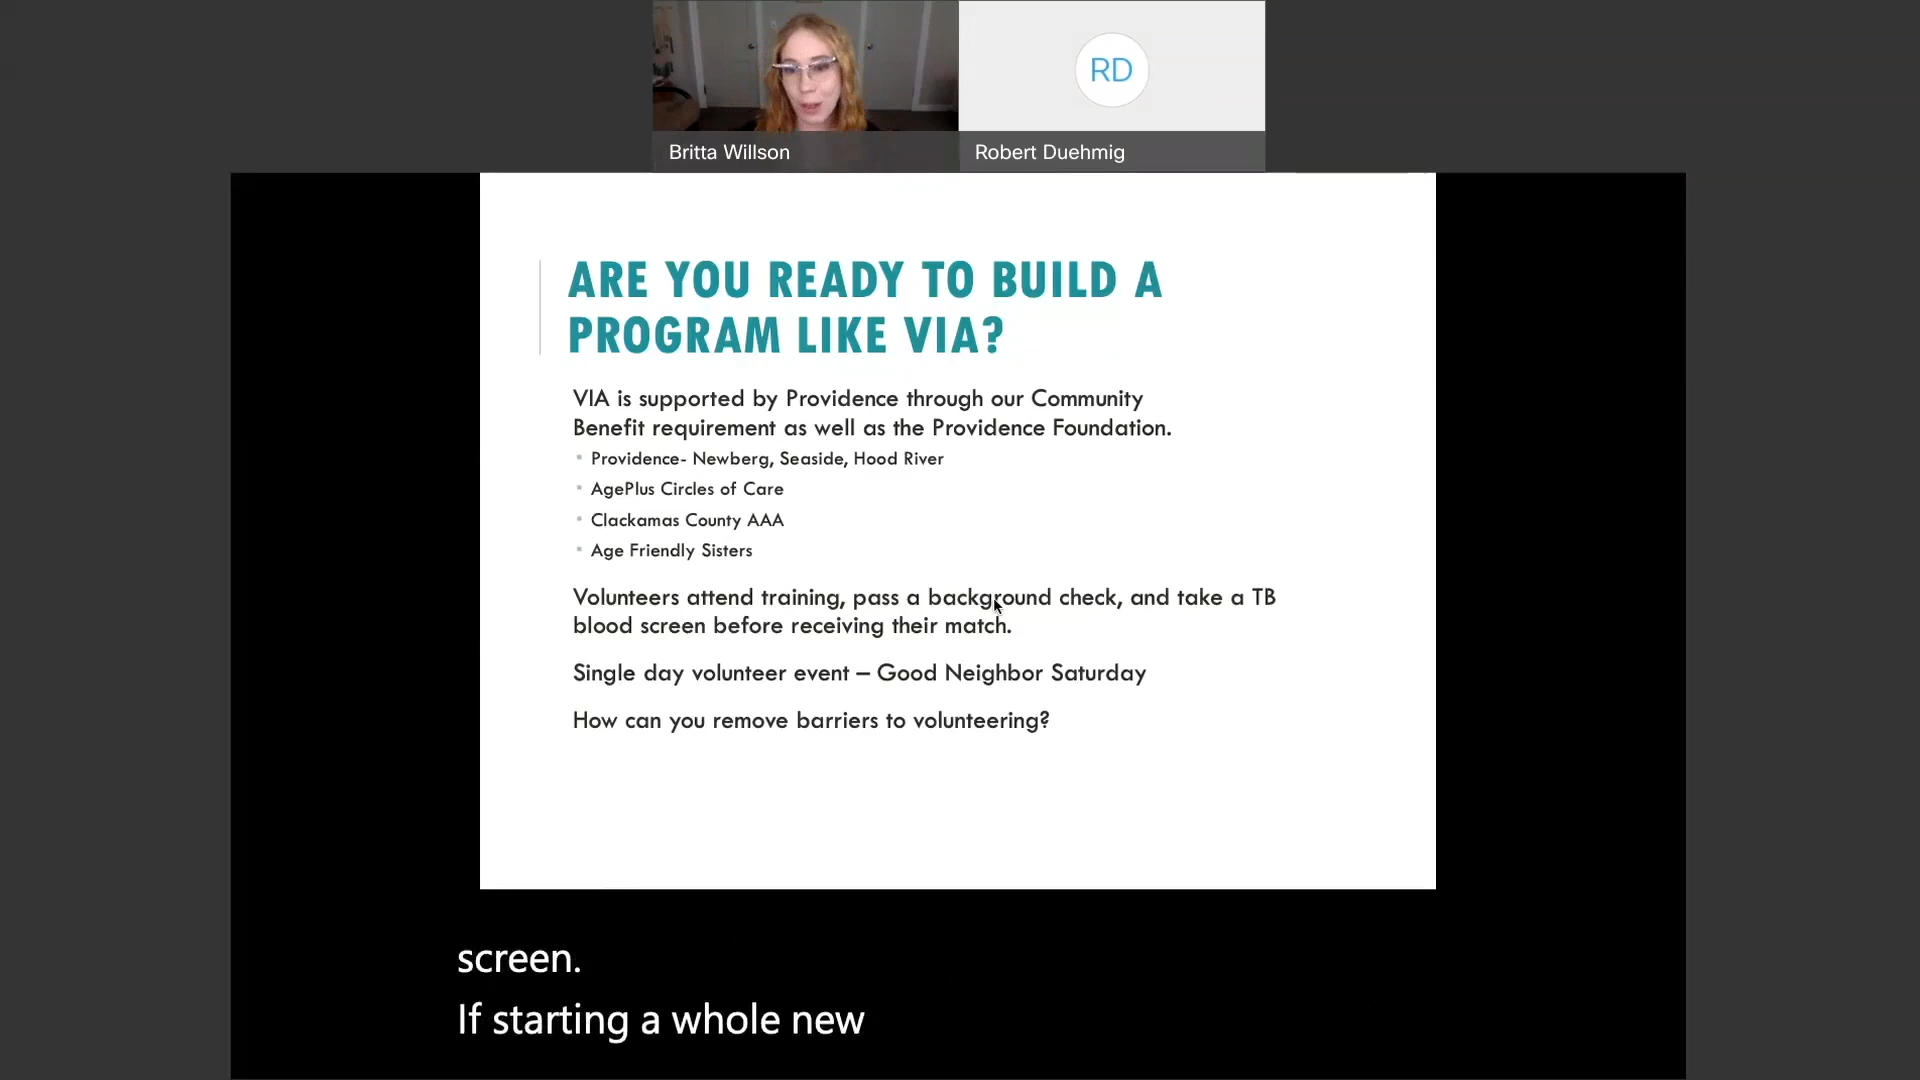 RD
Britta Willson
Robert Duehmig
ARE YOU READY TO BUILD A
PROGRAM LIKE VIA?
VIA is supported by Providence through our Community
Benefit requirement as well as the Providence Foundation.
Providence- Newberg, Seaside, Hood River
AgePlus Circles of Care
Clackamas County AAA
Age Friendly Sisters
Volunteers attend training, pass a background check, and take a TB
blood screen before receiving their match.
Single day volunteer event – Good Neighbor Saturday
How can you remove barriers to volunteering?
screen.
If starting a whole new